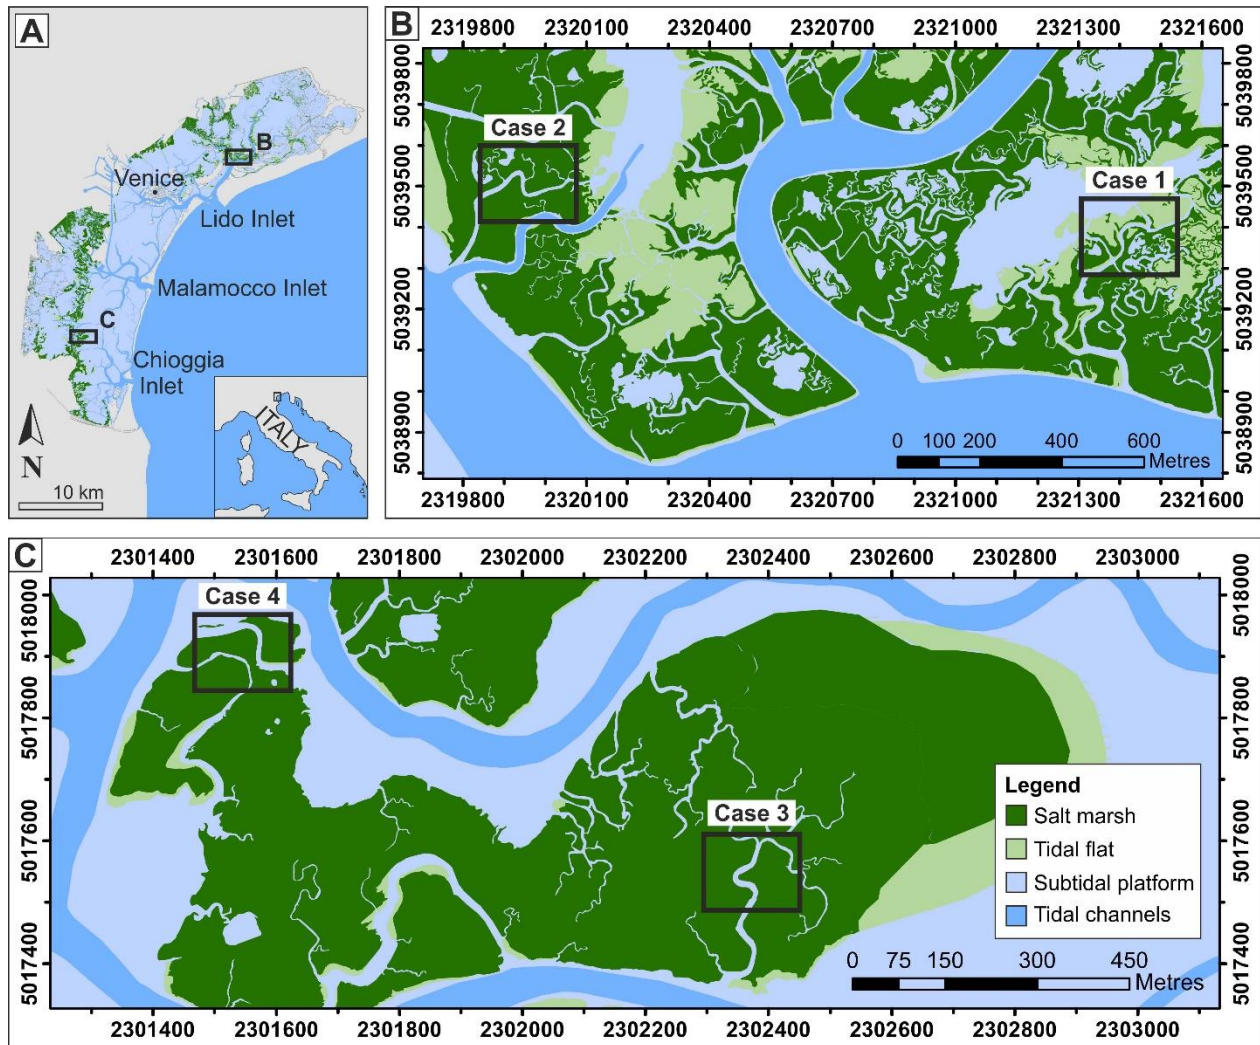 A
B
Venice
Lido Inlet
Malamocco Inlet
C
Chioggia
Inlet
N
10 km
ITALY
B
2319800 2320100 2320400 2320700 2321000 2321300 2321600
5039800
5039500
5039200
5038900
5039800
5039500
5039200
5038900
Case 2
Case 1
0 100 200 400 600
Metres
C
2301400 2301600 2301800 2302000 2302200 2302400 2302600 2302800 2303000
5018000
5017800
5017600
5017400
5018000
5017800
5017600
5017400
Case 4
Case 3
Legend
Salt marsh
Tidal flat
Subtidal platform
Tidal channels
0 75 150 300 450
Metres
2319800 2320100 2320400 2320700 2321000 2321300 2321600
2301400 2301600 2301800 2302000 2302200 2302400 2302600 2302800 2303000